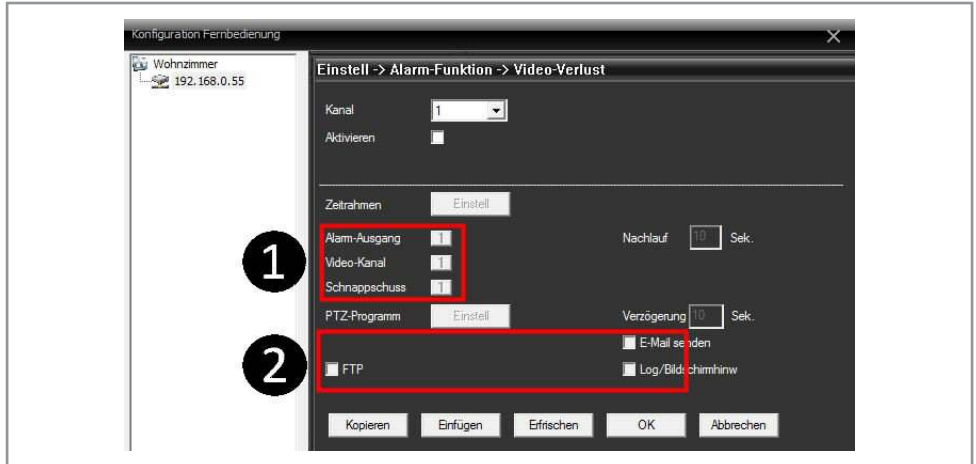 Konfiguration Fernbedienung
Wohnzimmer
192.168.0.55
Einstell -> Alarm-Funktion -> Video-Verlust
Kanal 1
Aktivieren
Zeitrahmen Einstell
Alarm-Ausgang 1 Nachlauf 10 Sek.
1
Video-Kanal 1
Schnappschuss 1
PTZ-Programm Einstell Verzögerung 10 Sek.
E-Mail senden
2
FTP Log/Bildschirmhinw
Kopieren Einfügen Erfrischen OK Abbrechen